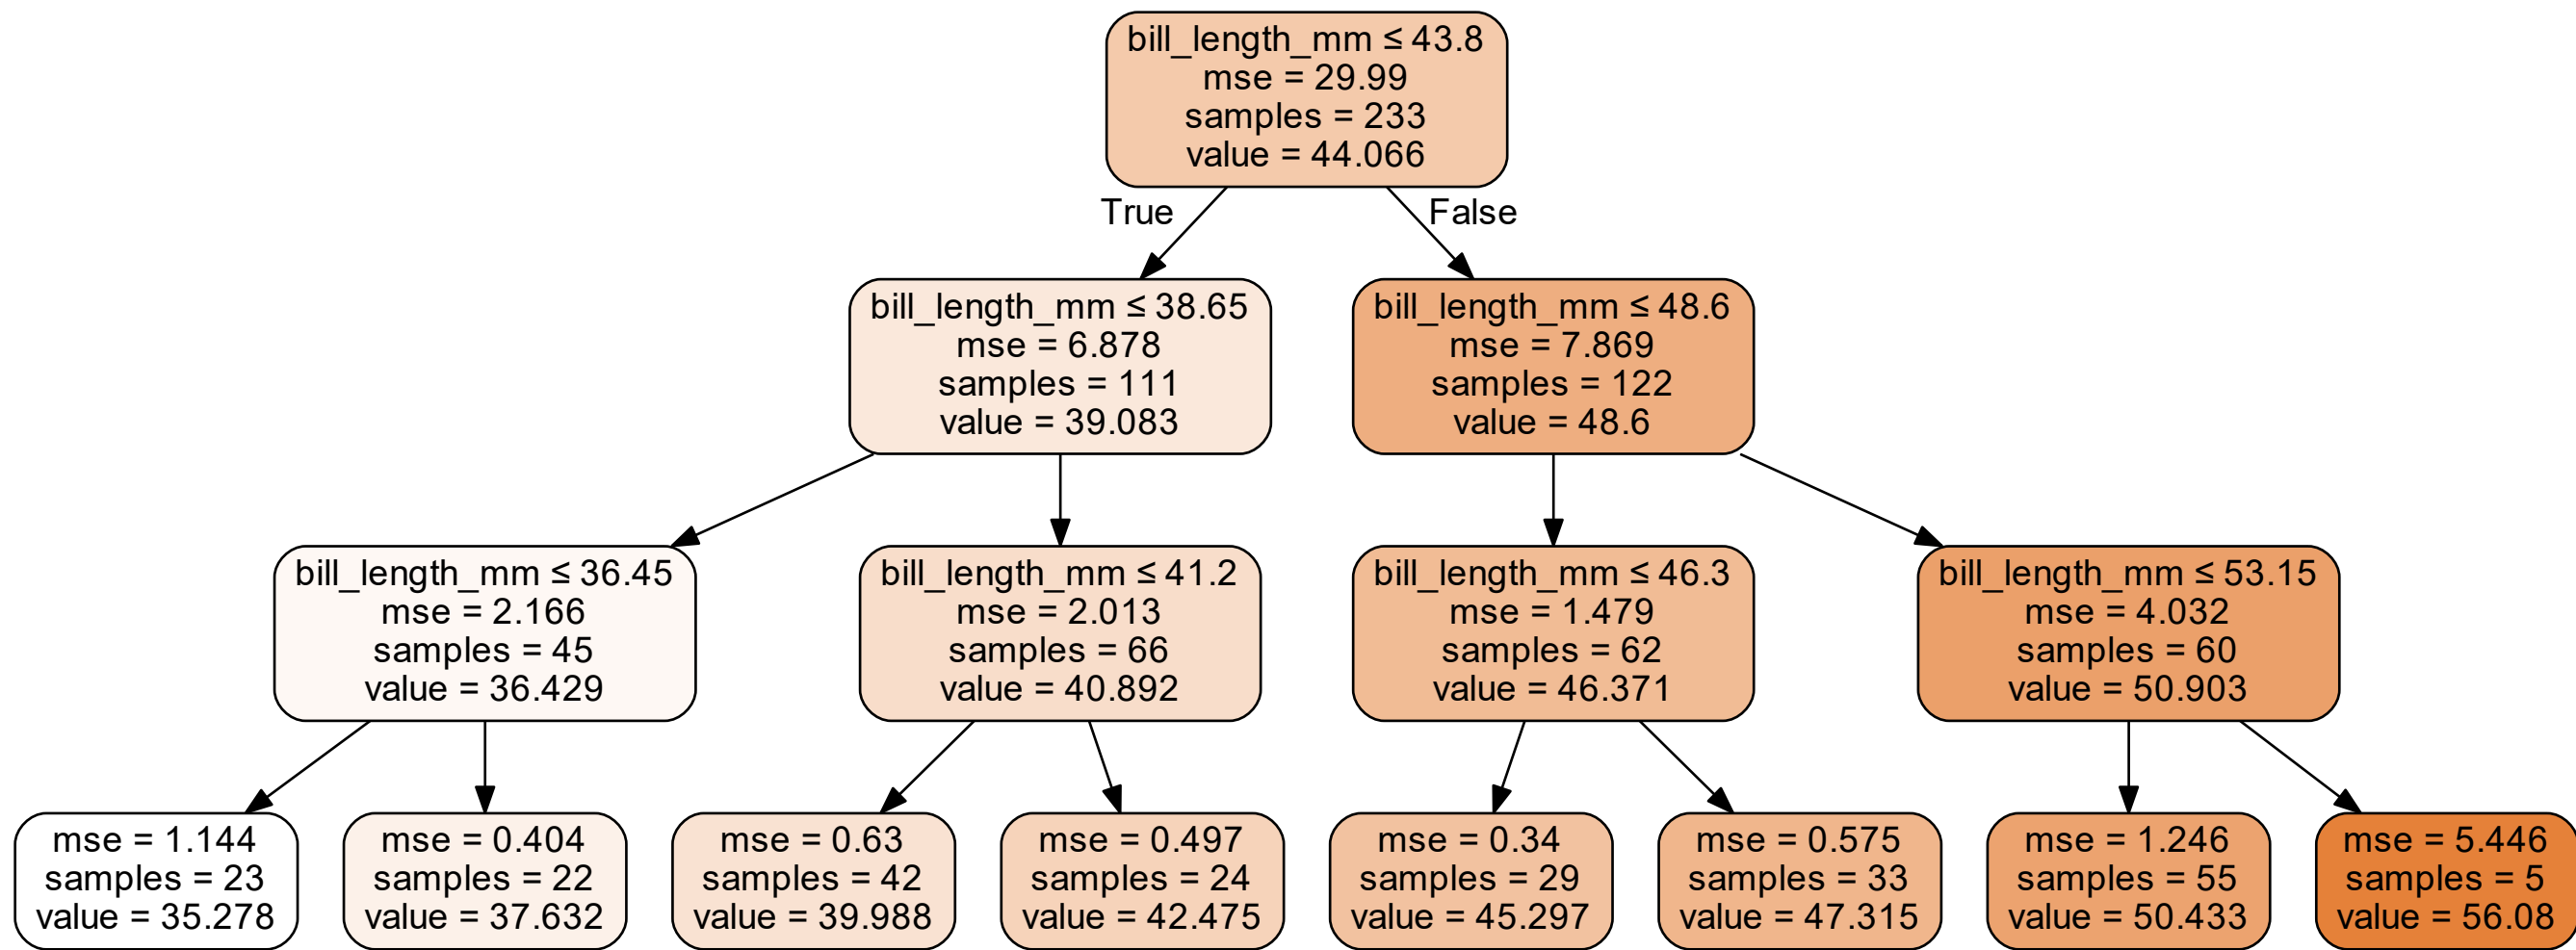 bill_length_mm ≤ 43.8
mse = 29.99
samples = 233
value = 44.066
True
False
bill_length_mm ≤ 38.65
mse = 6.878
samples = 111
value = 39.083
bill_length_mm ≤ 48.6
mse = 7.869
samples = 122
value = 48.6
bill_length_mm ≤ 36.45
mse = 2.166
samples = 45
value = 36.429
bill_length_mm ≤ 41.2
mse = 2.013
samples = 66
value = 40.892
bill_length_mm ≤ 46.3
mse = 1.479
samples = 62
value = 46.371
bill_length_mm ≤ 53.15
mse = 4.032
samples = 60
value = 50.903
mse = 1.144
samples = 23
value = 35.278
mse = 0.404
samples = 22
value = 37.632
mse = 0.63
samples = 42
value = 39.988
mse = 0.497
samples = 24
value = 42.475
mse = 0.34
samples = 29
value = 45.297
mse = 0.575
samples = 33
value = 47.315
mse = 1.246
samples = 55
value = 50.433
mse = 5.446
samples = 5
value = 56.08